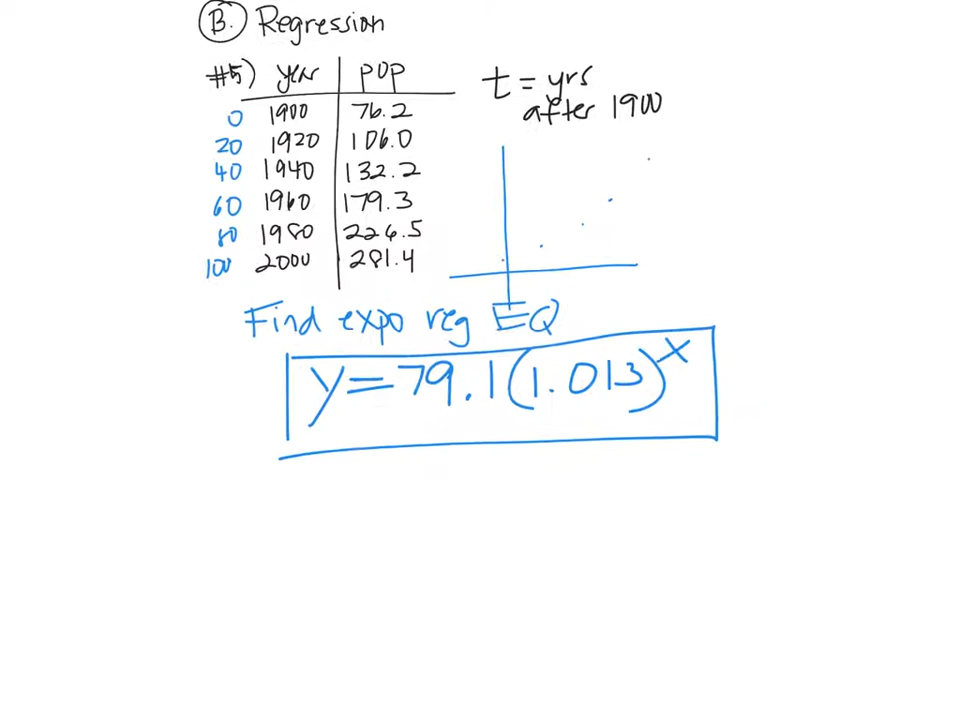 B. Regression
#5) year pop
0 1900 76.2
20 1920 106.0
40 1940 132.2
60 1960 179.3
80 1980 226.5
100 2000 281.4
t = yrs
after 1900
Find expo reg EQ
y=79.1(1.013)^x